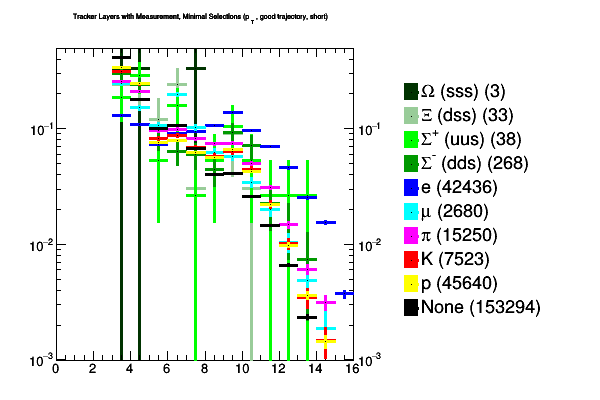 Tracker Layers with Measurement, Minimal Selections (p_T, good trajectory, short)
Ω (sss) (3)
Ξ (dss) (33)
Σ⁺ (uus) (38)
Σ⁻ (dds) (268)
e (42436)
μ (2680)
π (15250)
K (7523)
p (45640)
None (153294)
10⁻¹ 10⁻¹
10⁻² 10⁻²
10⁻³ 10⁻³
0 2 4 6 8 10 12 14 16